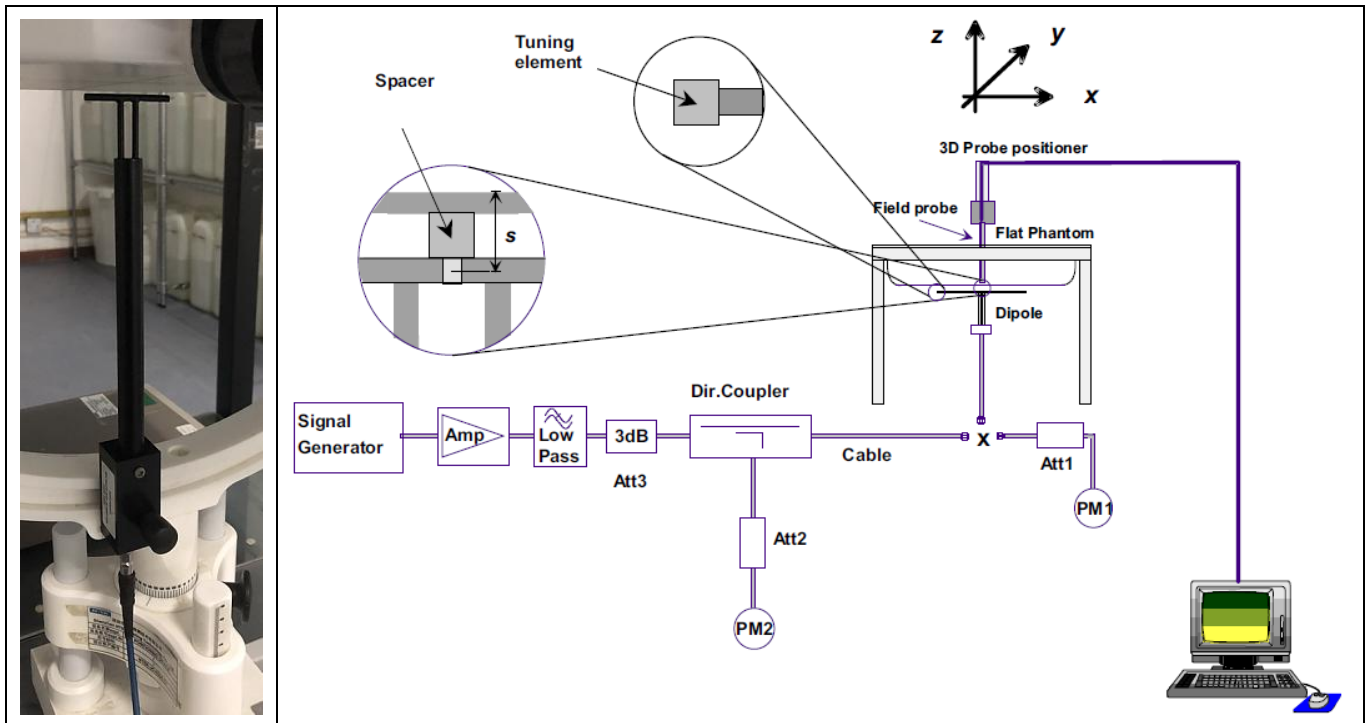 Tuning
element
Spacer
s
z
y
x
3D Probe positioner
Field probe
Flat Phantom
Dipole
Signal
Generator
Amp
Low
Pass
3dB
Att3
Dir.Coupler
Cable
x
Att1
PM1
Att2
PM2